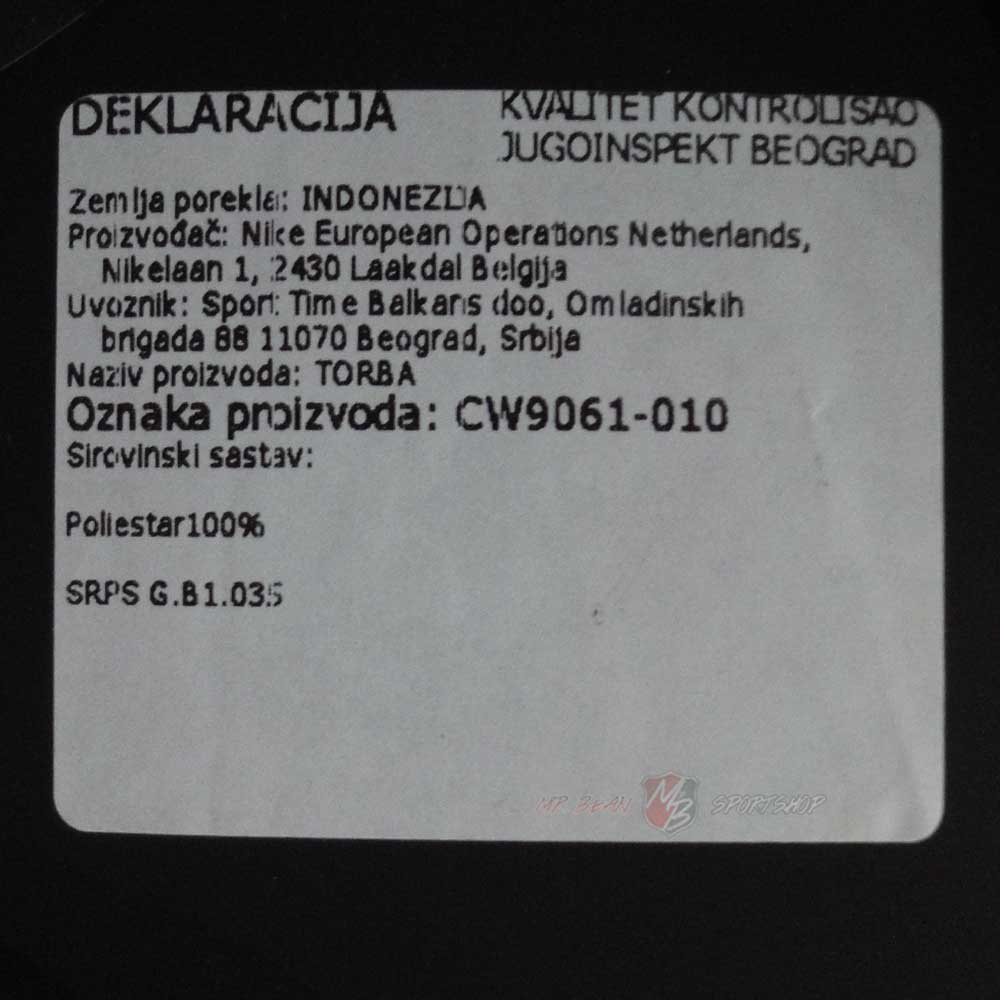 DEKLARACIJA
KVALITET KONTROLISAO
JUGOINSPEKT BEOGRAD
Zemlja porekla: INDONEZIJA
Proizvođač: Nike European Operations Netherlands,
Nikelaan 1, 2430 Laakdal Belgija
Uvoznik: Sport Time Balkans doo, Omladinskih
brigada 88 11070 Beograd, Srbija
Naziv proizvoda: TORBA
Oznaka proizvoda: CW9061-010
Sirovinski sastav:
Poliestar100%
SRPS G.B1.035
MR. BEAN MB SPORTSHOP